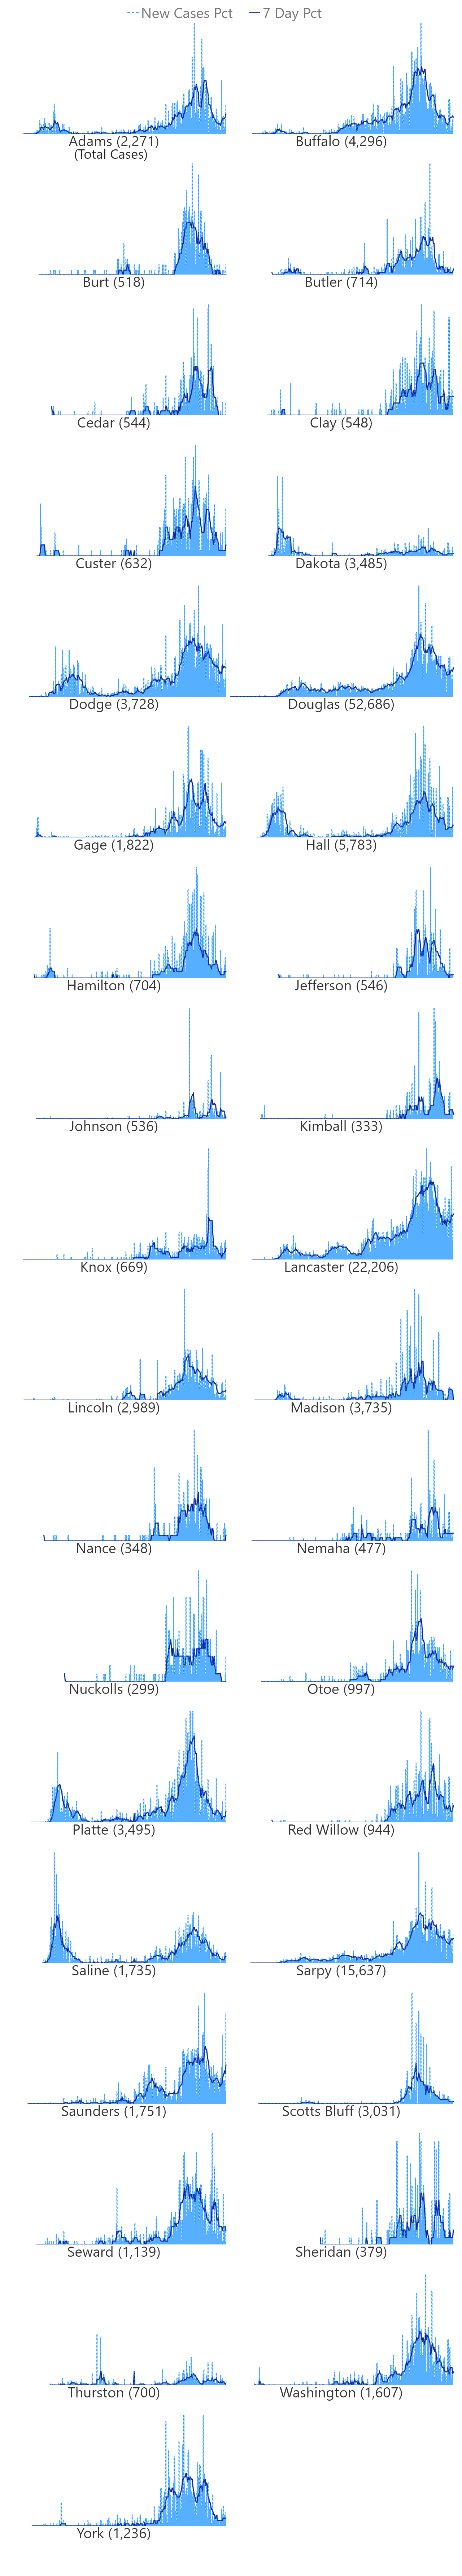 New Cases Pct 7 Day Pct
Adams (2,271) Buffalo (4,296)
(Total Cases)
Burt (518) Butler (714)
Cedar (544) Clay (548)
Custer (632) Dakota (3,485)
Dodge (3,728) Douglas (52,686)
Gage (1,822) Hall (5,783)
Hamilton (704) Jefferson (546)
Johnson (536) Kimball (333)
Knox (669) Lancaster (22,206)
Lincoln (2,989) Madison (3,735)
Nance (348) Nemaha (477)
Nuckolls (299) Otoe (997)
Platte (3,495) Red Willow (944)
Saline (1,735) Sarpy (15,637)
Saunders (1,751) Scotts Bluff (3,031)
Seward (1,139) Sheridan (379)
Thurston (700) Washington (1,607)
York (1,236)